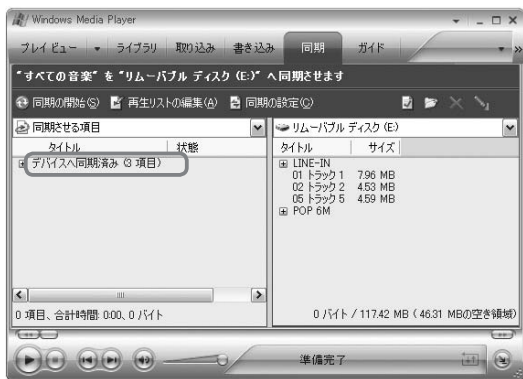 Windows Media Player
プレイ ビュー ライブラリ 取り込み 書き込み 同期 ガイド
"すべての音楽" を "リムーバブル ディスク (E:)" へ同期させます
同期の開始(S) 再生リストの編集(A) 同期の設定(C)
同期させる項目 リムーバブル ディスク (E:)
タイトル 状態 タイトル サイズ
デバイスへ同期済み (3 項目) LINE-IN
01 トラック 1 7.96 MB
02 トラック 2 4.53 MB
05 トラック 5 4.59 MB
POP 6M
0 項目、合計時間: 0:00、0 バイト 0 バイト / 117.42 MB (46.31 MBの空き領域)
準備完了